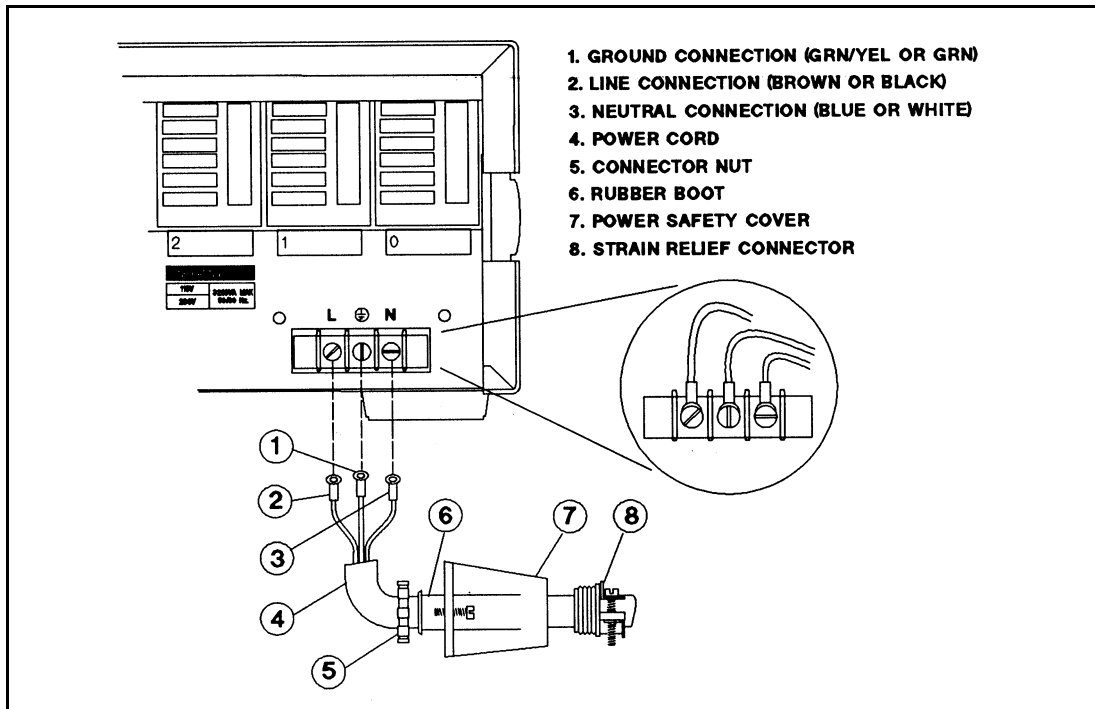 1. GROUND CONNECTION (GRN/YEL OR GRN)
2. LINE CONNECTION (BROWN OR BLACK)
3. NEUTRAL CONNECTION (BLUE OR WHITE)
4. POWER CORD
5. CONNECTOR NUT
6. RUBBER BOOT
7. POWER SAFETY COVER
8. STRAIN RELIEF CONNECTOR
2 1 0
L N
1
2
3
4
5
6
7
8